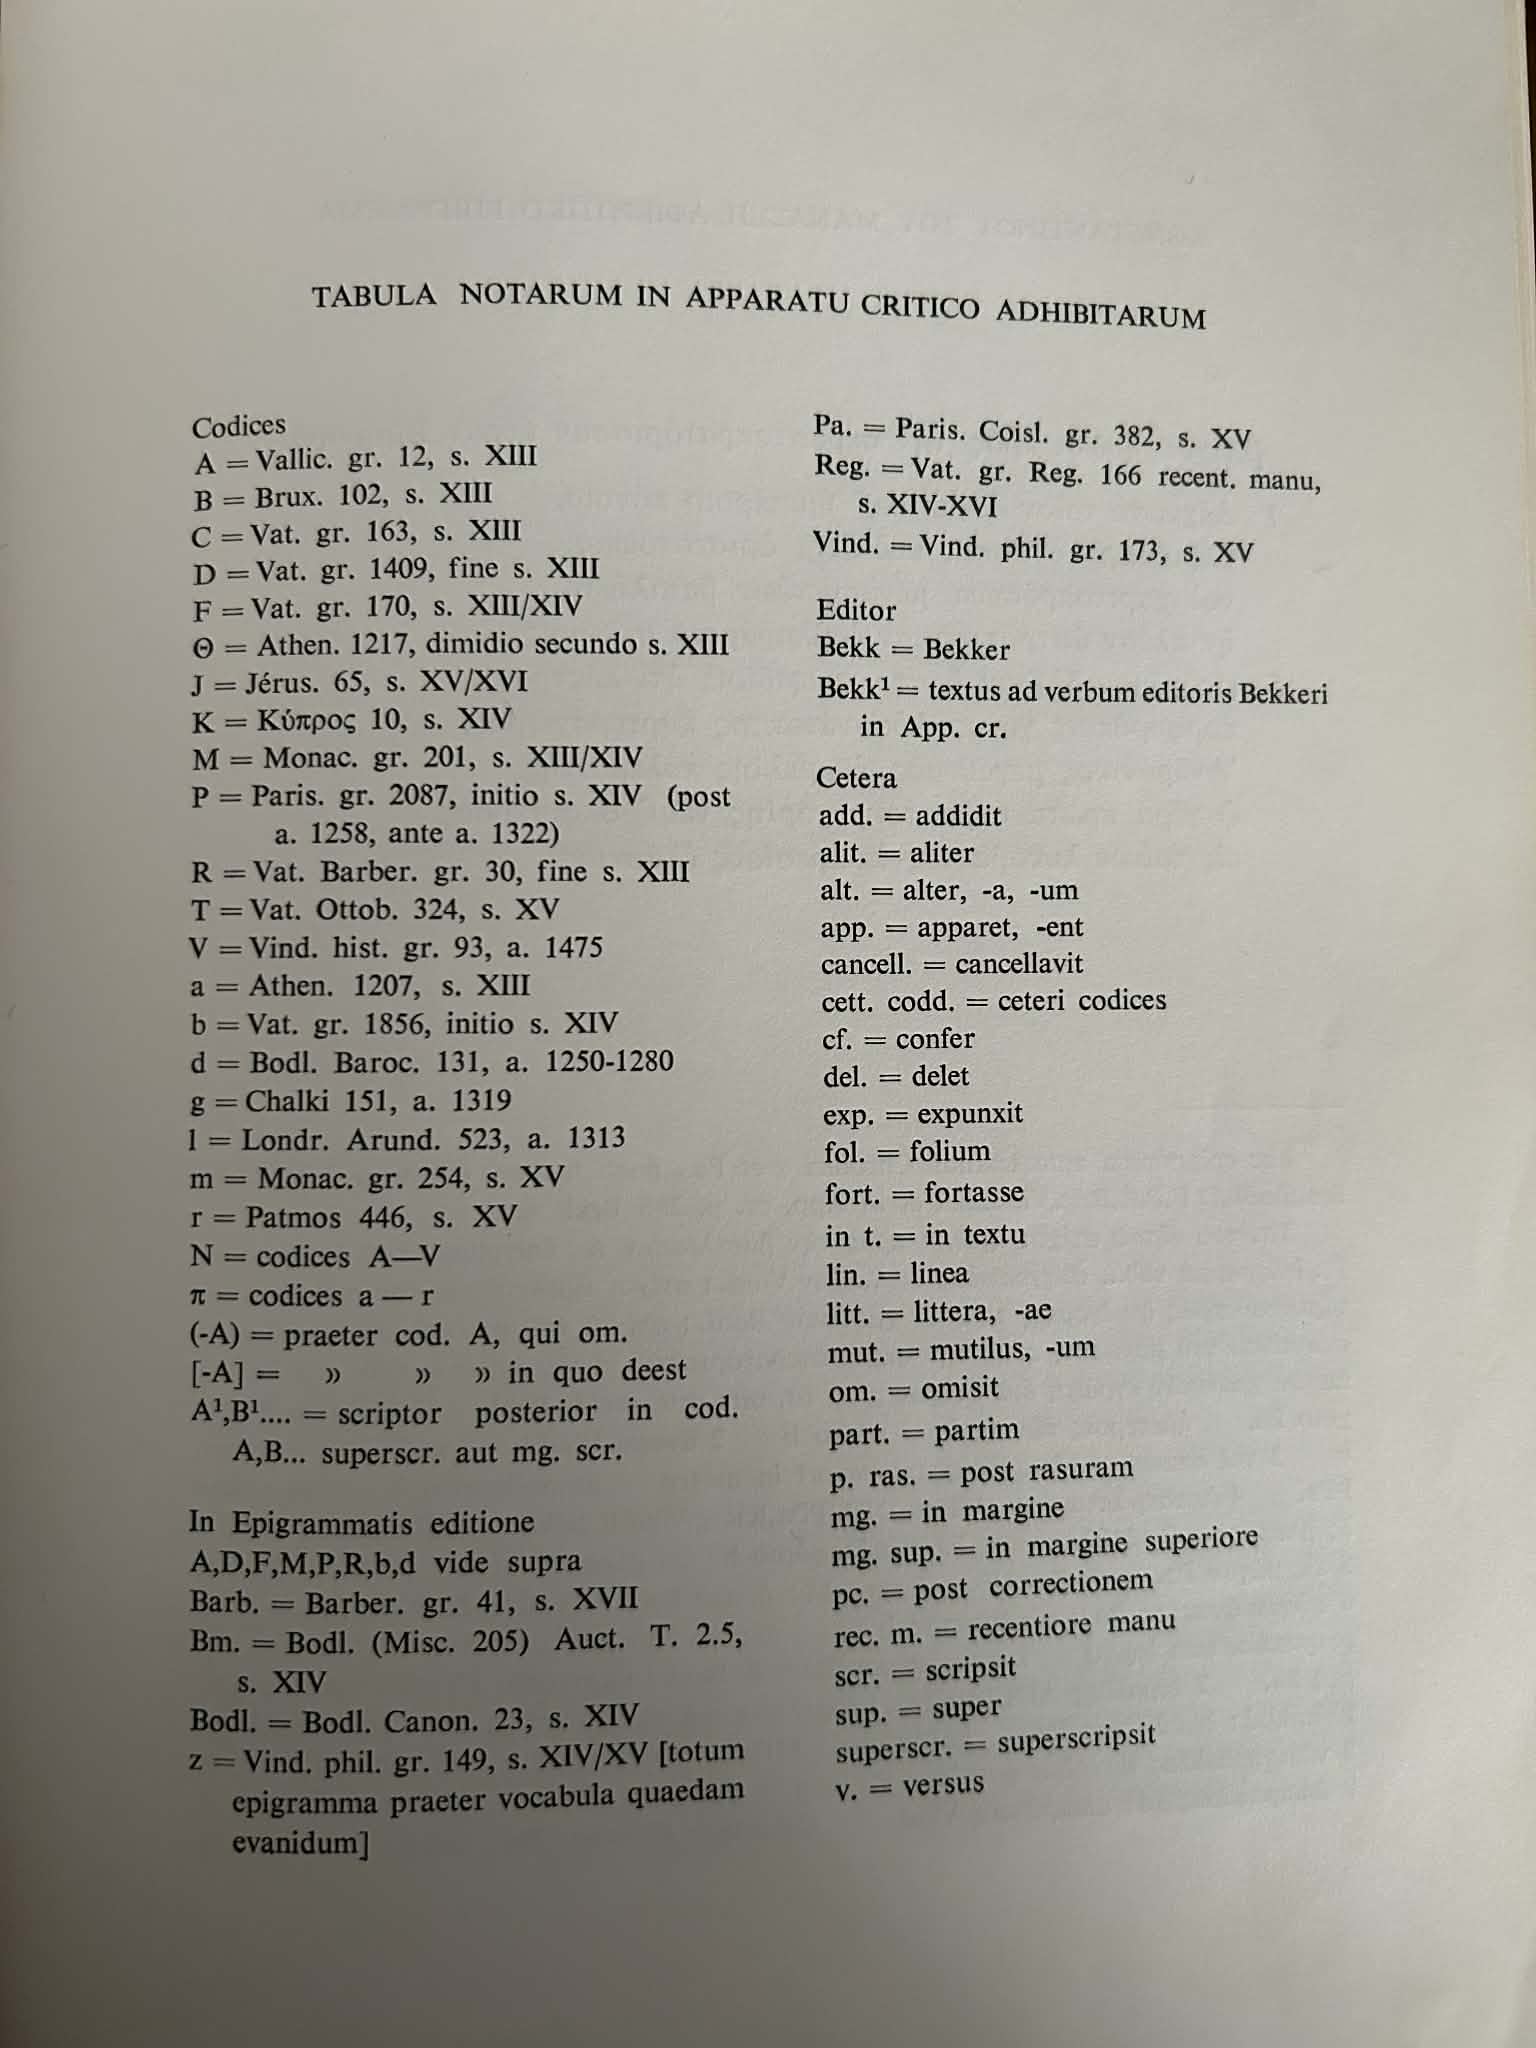 TABULA NOTARUM IN APPARATU CRITICO ADHIBITARUM
Codices
A = Vallic. gr. 12, s. XIII
B = Brux. 102, s. XIII
C = Vat. gr. 163, s. XIII
D = Vat. gr. 1409, fine s. XIII
F = Vat. gr. 170, s. XIII/XIV
Θ = Athen. 1217, dimidio secundo s. XIII
J = Jérus. 65, s. XV/XVI
K = Κύπρος 10, s. XIV
M = Monac. gr. 201, s. XIII/XIV
P = Paris. gr. 2087, initio s. XIV (post
a. 1258, ante a. 1322)
R = Vat. Barber. gr. 30, fine s. XIII
T = Vat. Ottob. 324, s. XV
V = Vind. hist. gr. 93, a. 1475
a = Athen. 1207, s. XIII
b = Vat. gr. 1856, initio s. XIV
d = Bodl. Baroc. 131, a. 1250-1280
g = Chalki 151, a. 1319
l = Londr. Arund. 523, a. 1313
m = Monac. gr. 254, s. XV
r = Patmos 446, s. XV
N = codices A—V
π = codices a — r
(-A) = praeter cod. A, qui om.
[-A] = » » » in quo deest
A¹,B¹.... = scriptor posterior in cod.
A,B... superscr. aut mg. scr.
In Epigrammatis editione
A,D,F,M,P,R,b,d vide supra
Barb. = Barber. gr. 41, s. XVII
Bm. = Bodl. (Misc. 205) Auct. T. 2.5,
s. XIV
Bodl. = Bodl. Canon. 23, s. XIV
z = Vind. phil. gr. 149, s. XIV/XV [totum
epigramma praeter vocabula quaedam
evanidum]
Pa. = Paris. Coisl. gr. 382, s. XV
Reg. = Vat. gr. Reg. 166 recent. manu,
s. XIV-XVI
Vind. = Vind. phil. gr. 173, s. XV
Editor
Bekk = Bekker
Bekk¹ = textus ad verbum editoris Bekkeri
in App. cr.
Cetera
add. = addidit
alit. = aliter
alt. = alter, -a, -um
app. = apparet, -ent
cancell. = cancellavit
cett. codd. = ceteri codices
cf. = confer
del. = delet
exp. = expunxit
fol. = folium
fort. = fortasse
in t. = in textu
lin. = linea
litt. = littera, -ae
mut. = mutilus, -um
om. = omisit
part. = partim
p. ras. = post rasuram
mg. = in margine
mg. sup. = in margine superiore
pc. = post correctionem
rec. m. = recentiore manu
scr. = scripsit
sup. = super
superscr. = superscripsit
v. = versus